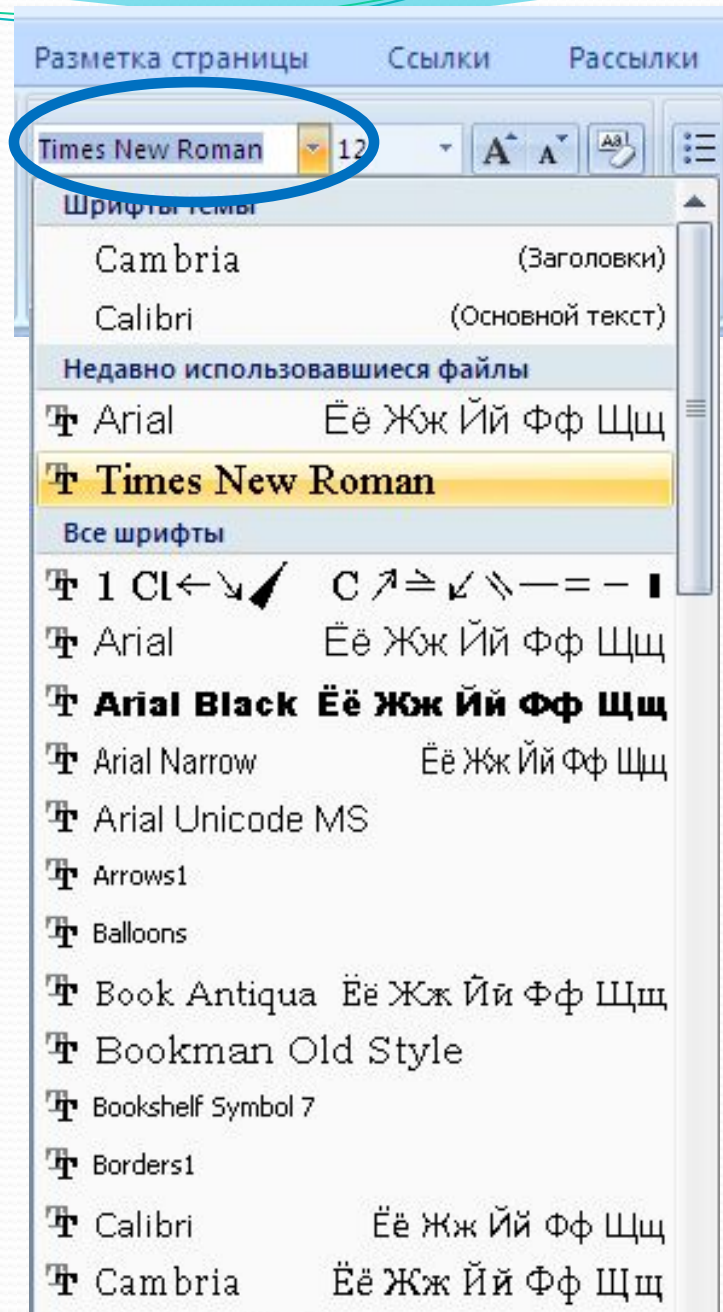 Разметка страницы Ссылки Рассылки
Times New Roman 12 A A Aa
Шрифты темы
Cambria (Заголовки)
Calibri (Основной текст)
Недавно использовавшиеся файлы
Arial Ёё Жж Йй Фф Щщ
Times New Roman
Все шрифты
1 Cl←↘ C ↗≙↙⑊—=−▮
Arial Ёё Жж Йй Фф Щщ
Arial Black Ёё Жж Йй Фф Щщ
Arial Narrow Ёё Жж Йй Фф Щщ
Arial Unicode MS
Arrows1
Balloons
Book Antiqua Ёё Жж Йй Фф Щщ
Bookman Old Style
Bookshelf Symbol 7
Borders1
Calibri Ёё Жж Йй Фф Щщ
Cambria Ёё Жж Йй Фф Щщ